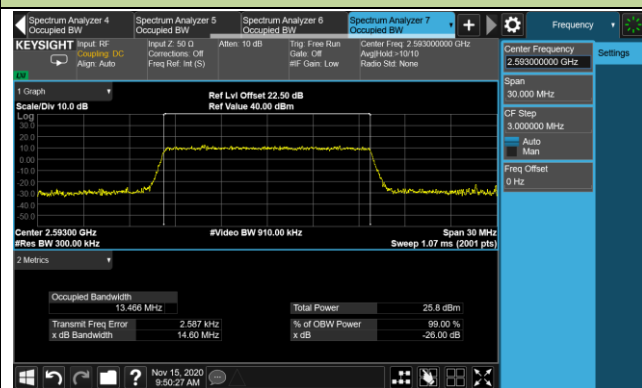 Spectrum Analyzer 4
Occupied BW
Spectrum Analyzer 5
Occupied BW
Spectrum Analyzer 6
Occupied BW
Spectrum Analyzer 7
Occupied BW
Frequency
KEYSIGHT
Input: RF
Coupling: DC
Align: Auto
Input Z: 50 Ω
Corrections: Off
Freq Ref: Int (S)
Atten: 10 dB
Trig: Free Run
Gate: Off
#IF Gain: Low
Center Freq: 2.593000000 GHz
Avg|Hold:>10/10
Radio Std: None
Center Frequency
2.593000000 GHz
Settings
Span
30.000 MHz
CF Step
3.000000 MHz
Auto
Man
Freq Offset
0 Hz
1 Graph
Scale/Div 10.0 dB
Ref Lvl Offset 22.50 dB
Ref Value 40.00 dBm
Log
30.0
20.0
10.0
0.00
-10.0
-20.0
-30.0
-40.0
-50.0
Center 2.59300 GHz
#Res BW 300.00 kHz
#Video BW 910.00 kHz
Span 30 MHz
Sweep 1.07 ms (2001 pts)
2 Metrics
Occupied Bandwidth
13.466 MHz
Total Power 25.8 dBm
Transmit Freq Error 2.587 kHz
% of OBW Power 99.00 %
x dB Bandwidth 14.60 MHz
x dB -26.00 dB
Nov 15, 2020
9:50:27 AM